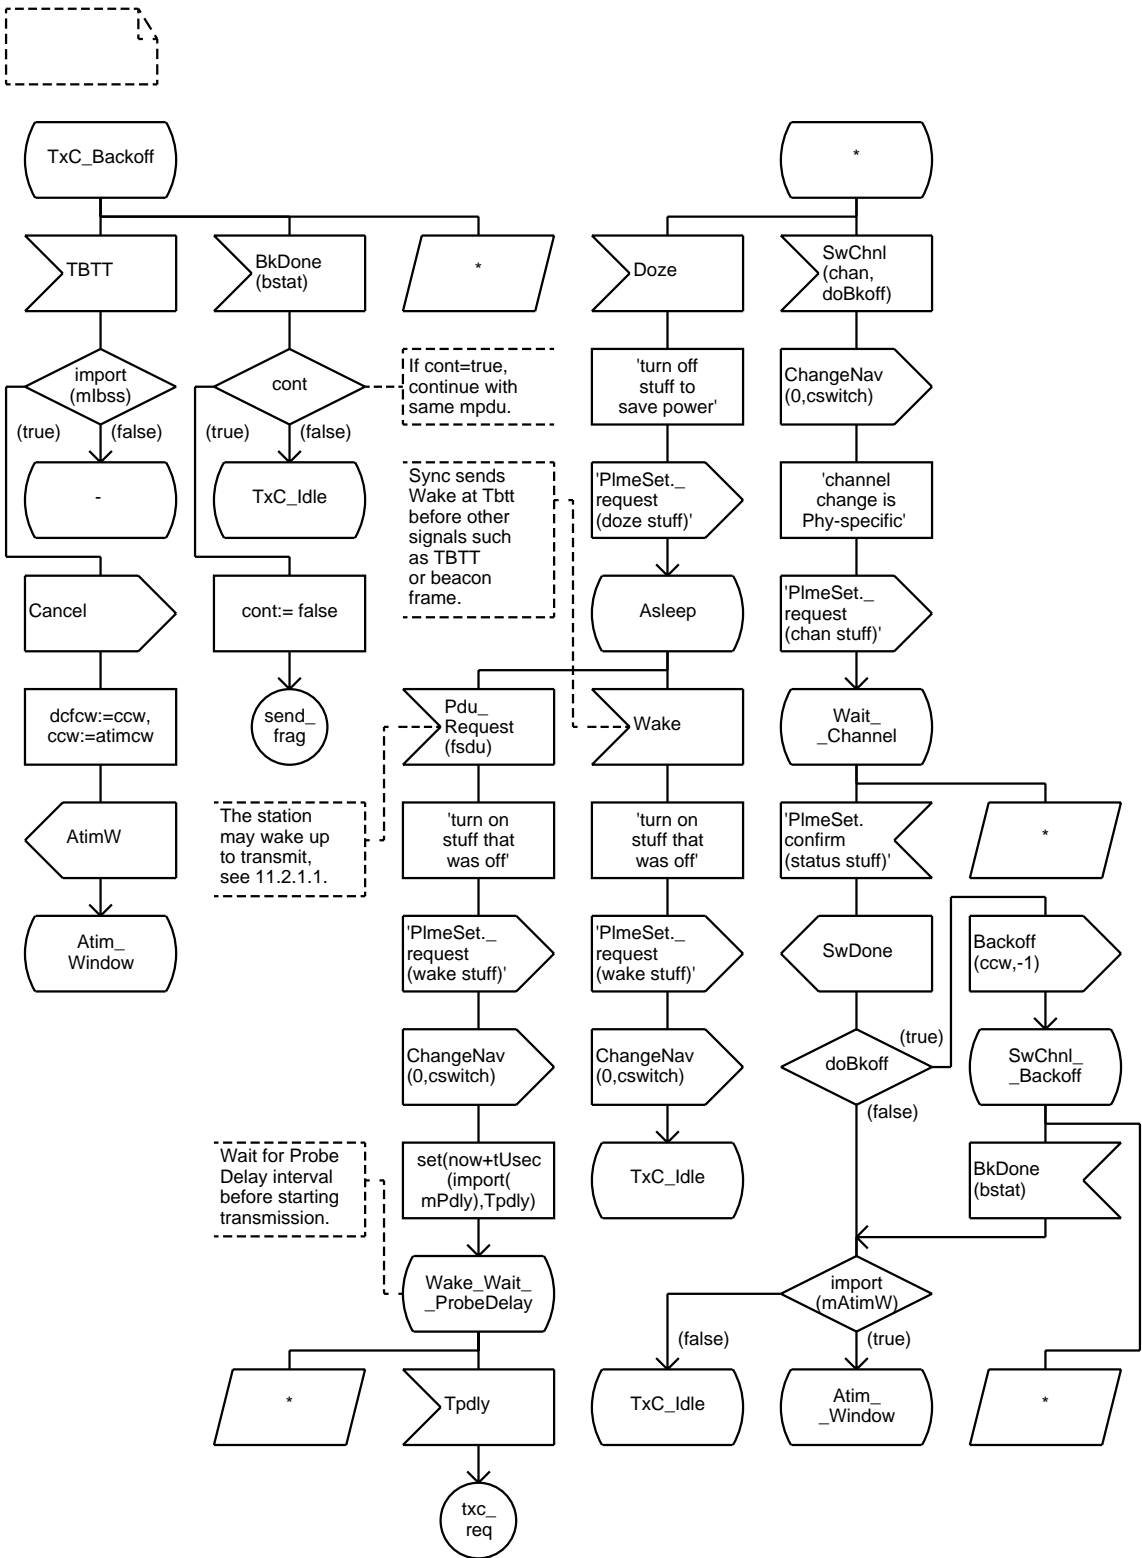 TxC_Backoff
*
TBTT
BkDone
(bstat)
*
Doze
SwChnl
(chan,
doBkoff)
import
(mIbss)
(true)
(false)
cont
(true)
(false)
If cont=true,
continue with
same mpdu.
'turn off
stuff to
save power'
ChangeNav
(0,cswitch)
-
TxC_Idle
Sync sends
Wake at Tbtt
before other
signals such
as TBTT
or beacon
frame.
'PlmeSet._
request
(doze stuff)'
'channel
change is
Phy-specific'
Cancel
cont:= false
Asleep
'PlmeSet._
request
(chan stuff)'
dcfcw:=ccw,
ccw:=atimcw
send_
frag
Pdu_
Request
(fsdu)
Wake
Wait_
_Channel
AtimW
The station
may wake up
to transmit,
see 11.2.1.1.
'turn on
stuff that
was off'
'turn on
stuff that
was off'
'PlmeSet.
confirm
(status stuff)'
*
Atim_
Window
'PlmeSet._
request
(wake stuff)'
'PlmeSet._
request
(wake stuff)'
SwDone
Backoff
(ccw,-1)
ChangeNav
(0,cswitch)
ChangeNav
(0,cswitch)
doBkoff
(true)
(false)
SwChnl_
_Backoff
Wait for Probe
Delay interval
before starting
transmission.
set(now+tUsec
(import(
mPdly),Tpdly)
TxC_Idle
BkDone
(bstat)
Wake_Wait_
_ProbeDelay
import
(mAtimW)
(false)
(true)
*
Tpdly
TxC_Idle
Atim_
_Window
*
txc_
req